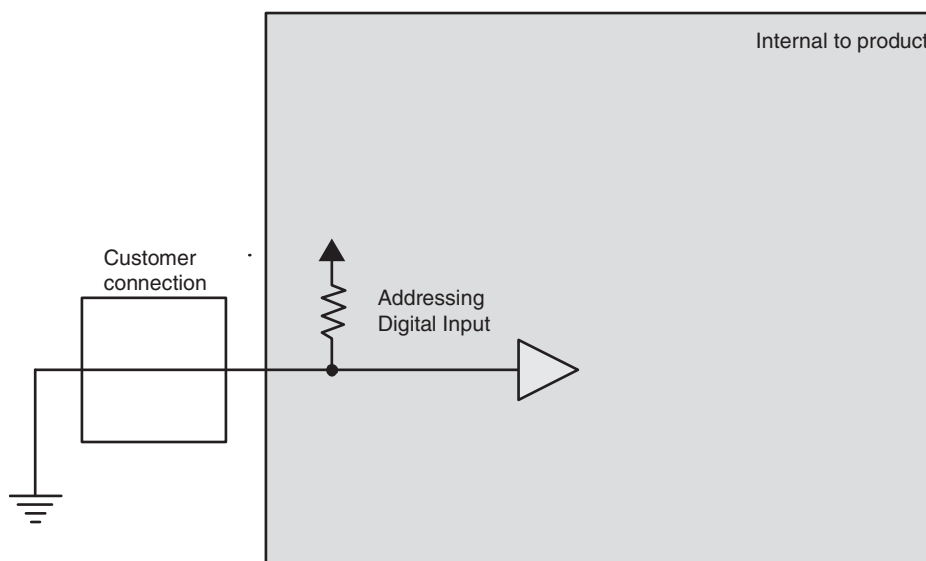 Internal to product
Customer
connection
Addressing
Digital Input